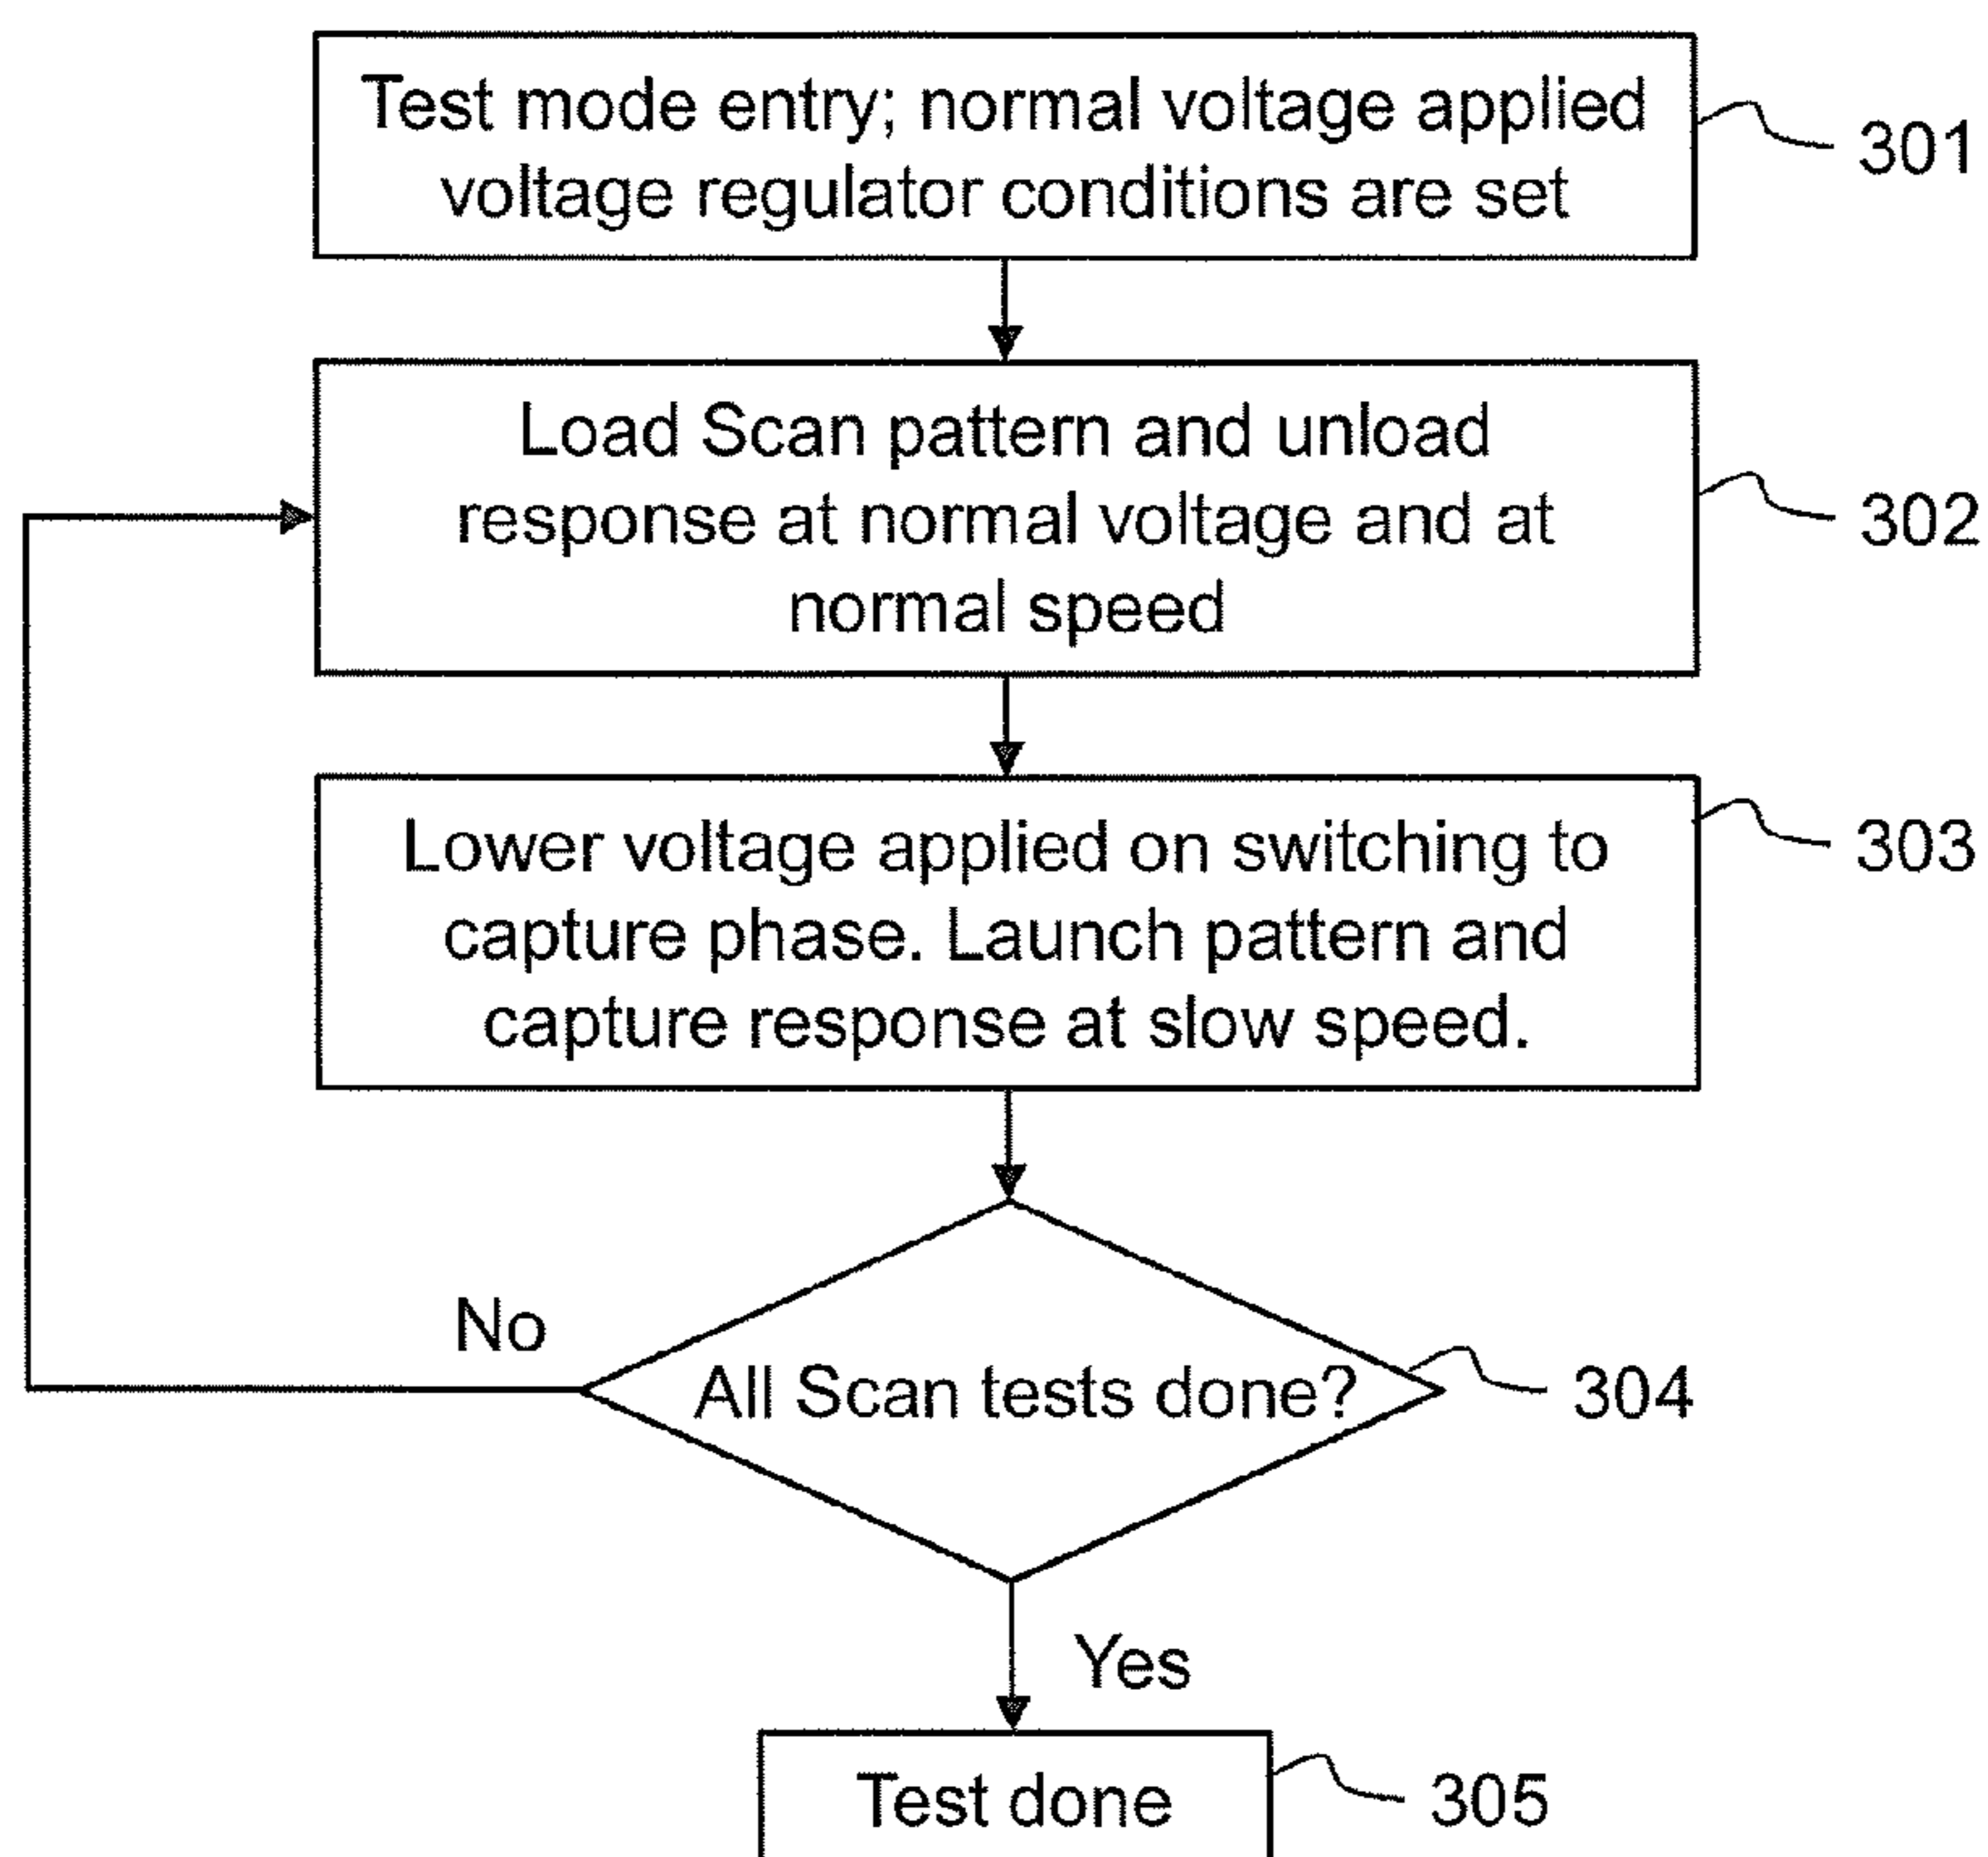 Test mode entry; normal voltage applied
voltage regulator conditions are set
301
Load Scan pattern and unload
response at normal voltage and at
normal speed
302
Lower voltage applied on switching to
capture phase. Launch pattern and
capture response at slow speed.
303
No
All Scan tests done?
304
Yes
Test done
305